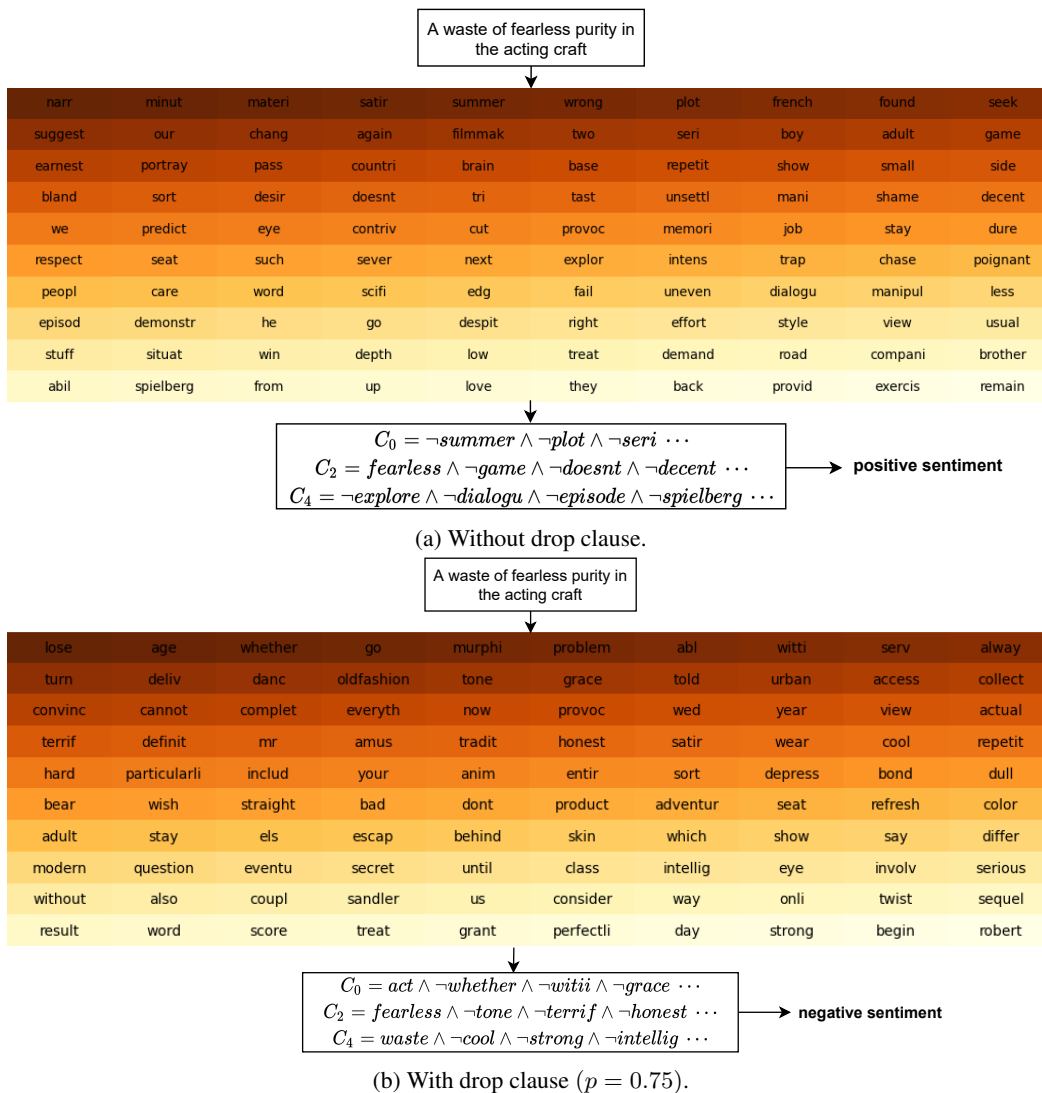 A waste of fearless purity in
the acting craft
narr minut materi satir summer wrong plot french found seek
suggest our chang again filmmak two seri boy adult game
earnest portray pass countri brain base repetit show small side
bland sort desir doesnt tri tast unsettl mani shame decent
we predict eye contriv cut provoc memori job stay dure
respect seat such sever next explor intens trap chase poignant
peopl care word scifi edg fail uneven dialogu manipul less
episod demonstr he go despit right effort style view usual
stuff situat win depth low treat demand road compani brother
abil spielberg from up love they back provid exercis remain
C₀ = ¬summer ∧ ¬plot ∧ ¬seri ⋯
C₂ = fearless ∧ ¬game ∧ ¬doesnt ∧ ¬decent ⋯
C₄ = ¬explore ∧ ¬dialogu ∧ ¬episode ∧ ¬spielberg ⋯
positive sentiment
(a) Without drop clause.
A waste of fearless purity in
the acting craft
lose age whether go murphi problem abl witti serv alway
turn deliv danc oldfashion tone grace told urban access collect
convinc cannot complet everyth now provoc wed year view actual
terrif definit mr amus tradit honest satir wear cool repetit
hard particularli includ your anim entir sort depress bond dull
bear wish straight bad dont product adventur seat refresh color
adult stay els escap behind skin which show say differ
modern question eventu secret until class intellig eye involv serious
without also coupl sandler us consider way onli twist sequel
result word score treat grant perfectli day strong begin robert
C₀ = act ∧ ¬whether ∧ ¬witii ∧ ¬grace ⋯
C₂ = fearless ∧ ¬tone ∧ ¬terrif ∧ ¬honest ⋯
C₄ = waste ∧ ¬cool ∧ ¬strong ∧ ¬intellig ⋯
negative sentiment
(b) With drop clause (p = 0.75).